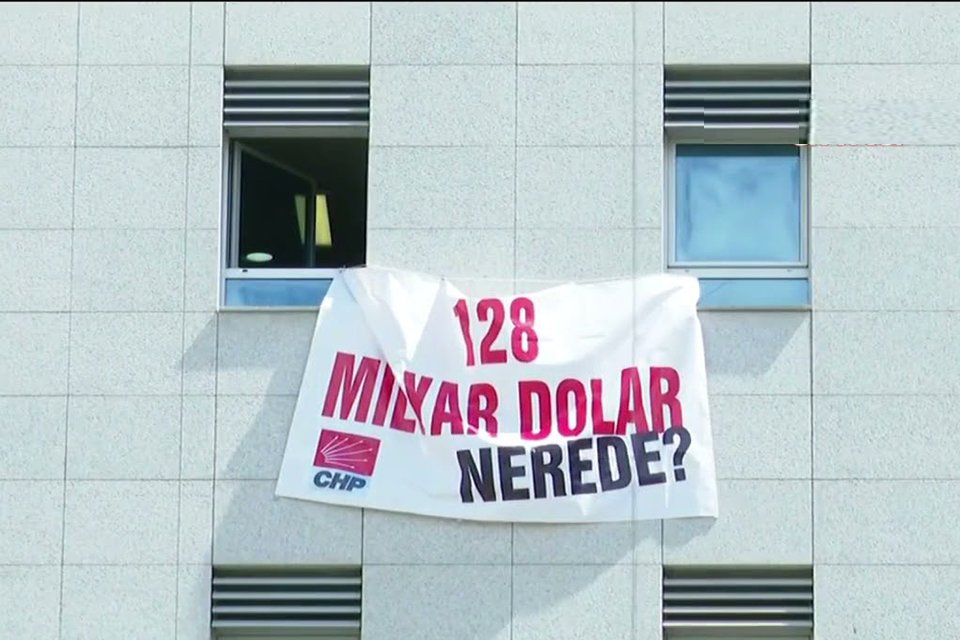 128
MİLYAR DOLAR
NEREDE?
CHP